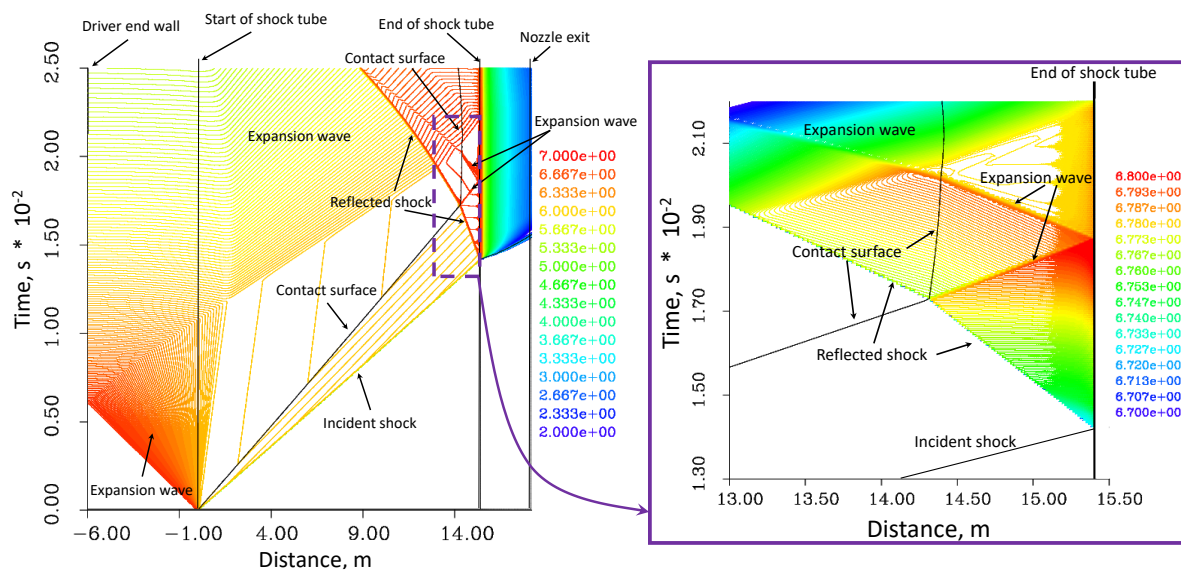 Driver end wall
Start of shock tube
End of shock tube
Nozzle exit
Contact surface
Expansion wave
Expansion wave
Reflected shock
Contact surface
Incident shock
Expansion wave
Time, s * 10-2
2.50
2.00
1.50
1.00
0.50
0.00
−6.00
−1.00
4.00
9.00
14.00
Distance, m
7.000e+00
6.667e+00
6.333e+00
6.000e+00
5.667e+00
5.333e+00
5.000e+00
4.667e+00
4.333e+00
4.000e+00
3.667e+00
3.333e+00
3.000e+00
2.667e+00
2.333e+00
2.000e+00
End of shock tube
Expansion wave
Expansion wave
Contact surface
Reflected shock
Incident shock
Time, s * 10-2
2.10
1.90
1.70
1.50
1.30
13.00
14.00
14.50
15.00
15.50
Distance, m
6.800e+00
6.793e+00
6.787e+00
6.780e+00
6.773e+00
6.767e+00
6.760e+00
6.753e+00
6.747e+00
6.740e+00
6.733e+00
6.727e+00
6.720e+00
6.713e+00
6.707e+00
6.700e+00